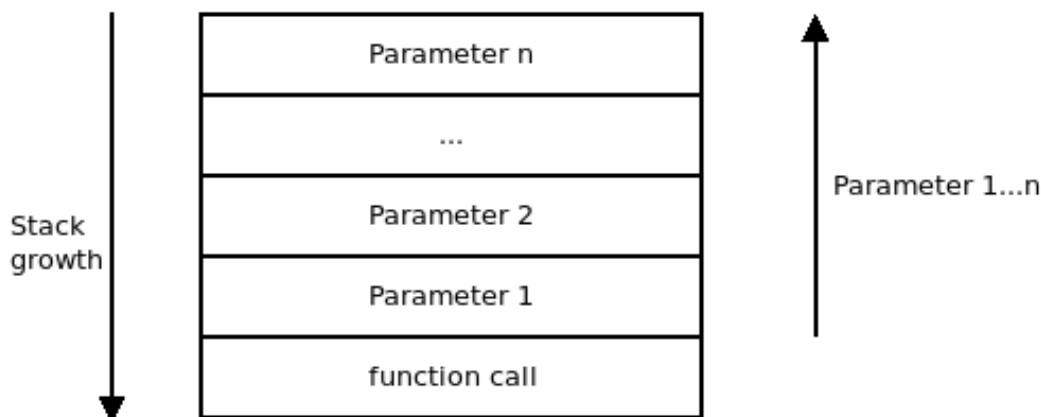 Parameter n
...
Parameter 2
Parameter 1
function call
Stack
growth
Parameter 1...n